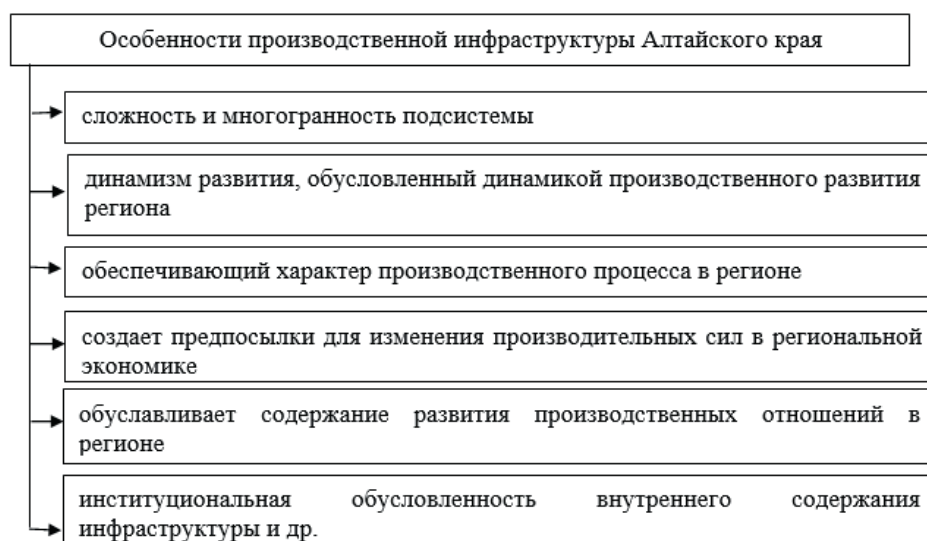 Особенности производственной инфраструктуры Алтайского края
сложность и многогранность подсистемы
динамизм развития, обусловленный динамикой производственного развития
региона
обеспечивающий характер производственного процесса в регионе
создает предпосылки для изменения производительных сил в региональной
экономике
обуславливает содержание развития производственных отношений в
регионе
институциональная обусловленность внутреннего содержания
инфраструктуры и др.